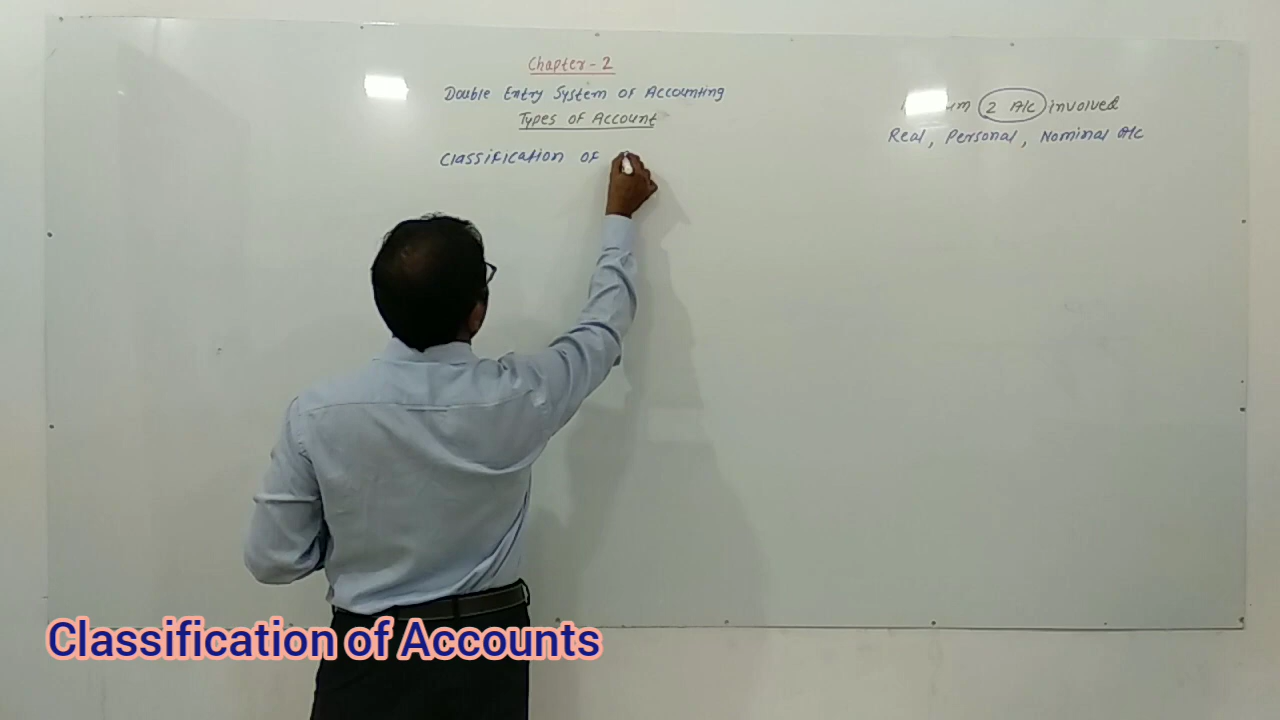 Chapter - 2
Double Entry System of Accounting
Types of Account
Classification of
2 A/c involved
Real, Personal, Nominal A/c
Classification of Accounts